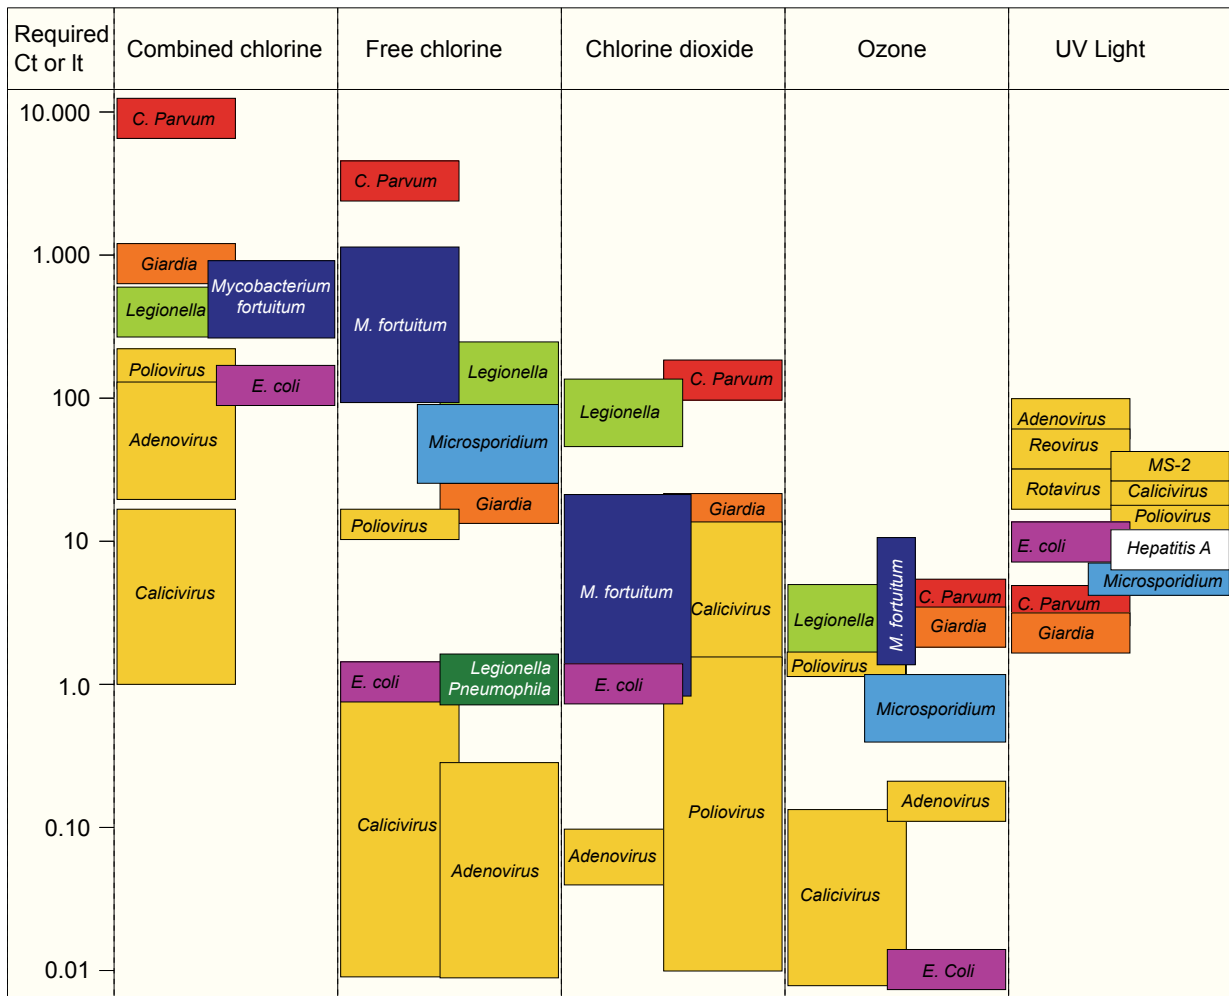 Required
Ct or It
Combined chlorine
Free chlorine
Chlorine dioxide
Ozone
UV Light
10.000
1.000
100
10
1.0
0.10
0.01
C. Parvum
Giardia
Mycobacterium
fortuitum
Legionella
Poliovirus
E. coli
Adenovirus
Calicivirus
C. Parvum
M. fortuitum
Legionella
Microsporidium
Giardia
Poliovirus
E. coli
Legionella
Pneumophila
Calicivirus
Adenovirus
C. Parvum
Legionella
Giardia
M. fortuitum
Calicivirus
E. coli
Poliovirus
Adenovirus
M. fortuitum
C. Parvum
Legionella
Giardia
Poliovirus
Microsporidium
Adenovirus
Calicivirus
E. Coli
Adenovirus
Reovirus
MS-2
Rotavirus
Calicivirus
Poliovirus
E. coli
Hepatitis A
Microsporidium
C. Parvum
Giardia